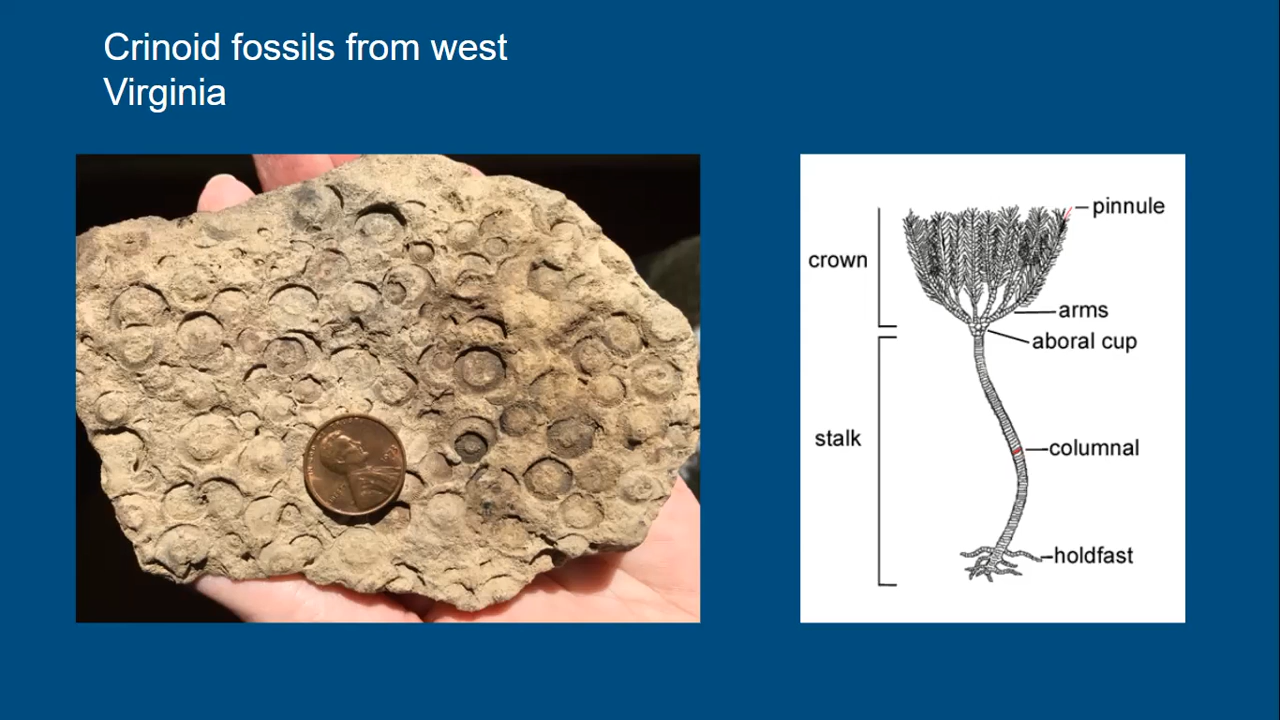 Crinoid fossils from west
Virginia
pinnule
crown
arms
aboral cup
stalk
columnal
holdfast